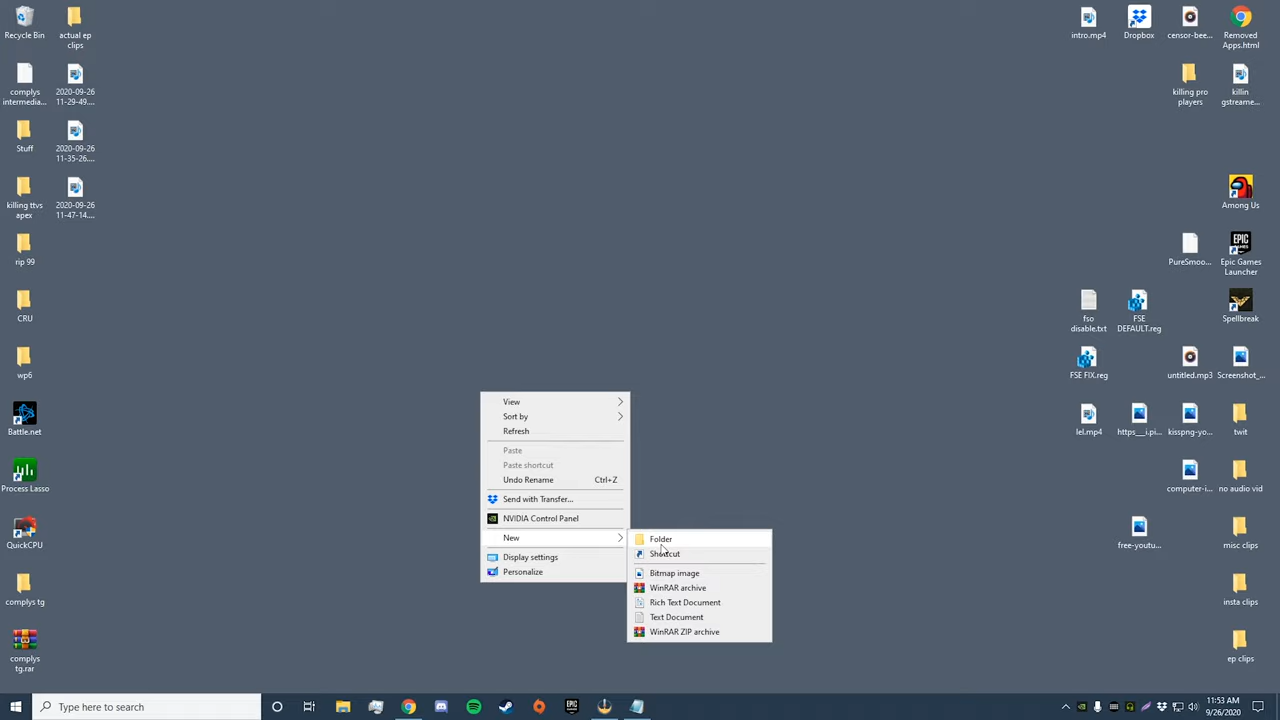 Recycle Bin
actual ep
clips
complys
intermedia...
2020-09-26
11-29-49....
Stuff
2020-09-26
11-35-26....
killing ttvs
apex
2020-09-26
11-47-14....
rip 99
CRU
wp6
Battle.net
Process Lasso
QuickCPU
complys tg
complys
tg.rar
intro.mp4
Dropbox
censor-bee...
Removed
Apps.html
killing pro
players
killin
gstreame...
Among Us
PureSmoo...
EPIC
GAMES
Epic Games
Launcher
fso
disable.txt
FSE
DEFAULT.reg
Spellbreak
FSE FIX.reg
untitled.mp3
Screenshot_...
lel.mp4
https__i.pi...
kisspng-yo...
twit
computer-i...
no audio vid
free-youtu...
misc clips
insta clips
ep clips
View
Sort by
Refresh
Paste
Paste shortcut
Undo Rename Ctrl+Z
Send with Transfer...
NVIDIA Control Panel
New
Display settings
Personalize
Folder
Shortcut
Bitmap image
WinRAR archive
Rich Text Document
Text Document
WinRAR ZIP archive
Type here to search
11:53 AM
9/26/2020